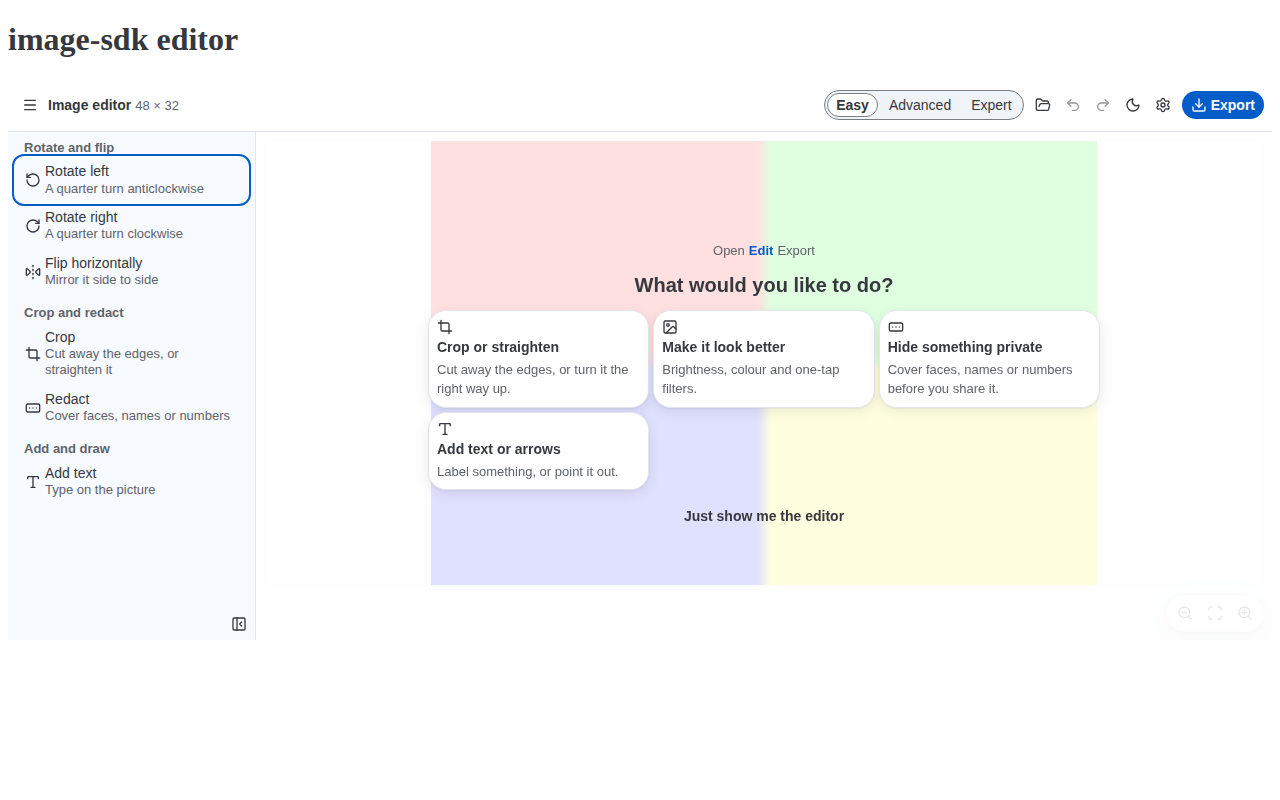 image-sdk editor
Image editor 48 × 32
Easy Advanced Expert
Export
Rotate and flip
Rotate left
A quarter turn anticlockwise
Rotate right
A quarter turn clockwise
Flip horizontally
Mirror it side to side
Crop and redact
Crop
Cut away the edges, or
straighten it
Redact
Cover faces, names or numbers
Add and draw
Add text
Type on the picture
Open Edit Export
What would you like to do?
Crop or straighten
Cut away the edges, or turn it the
right way up.
Make it look better
Brightness, colour and one-tap
filters.
Hide something private
Cover faces, names or numbers
before you share it.
Add text or arrows
Label something, or point it out.
Just show me the editor